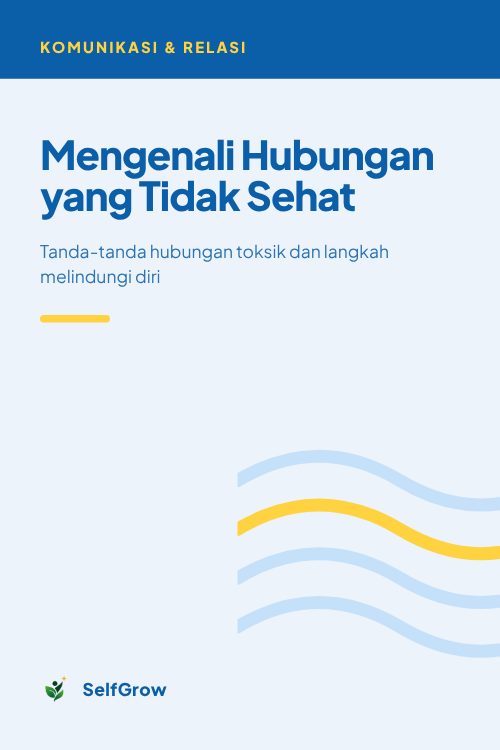 KOMUNIKASI & RELASI
Mengenali Hubungan
yang Tidak Sehat
Tanda-tanda hubungan toksik dan langkah
melindungi diri
SelfGrow